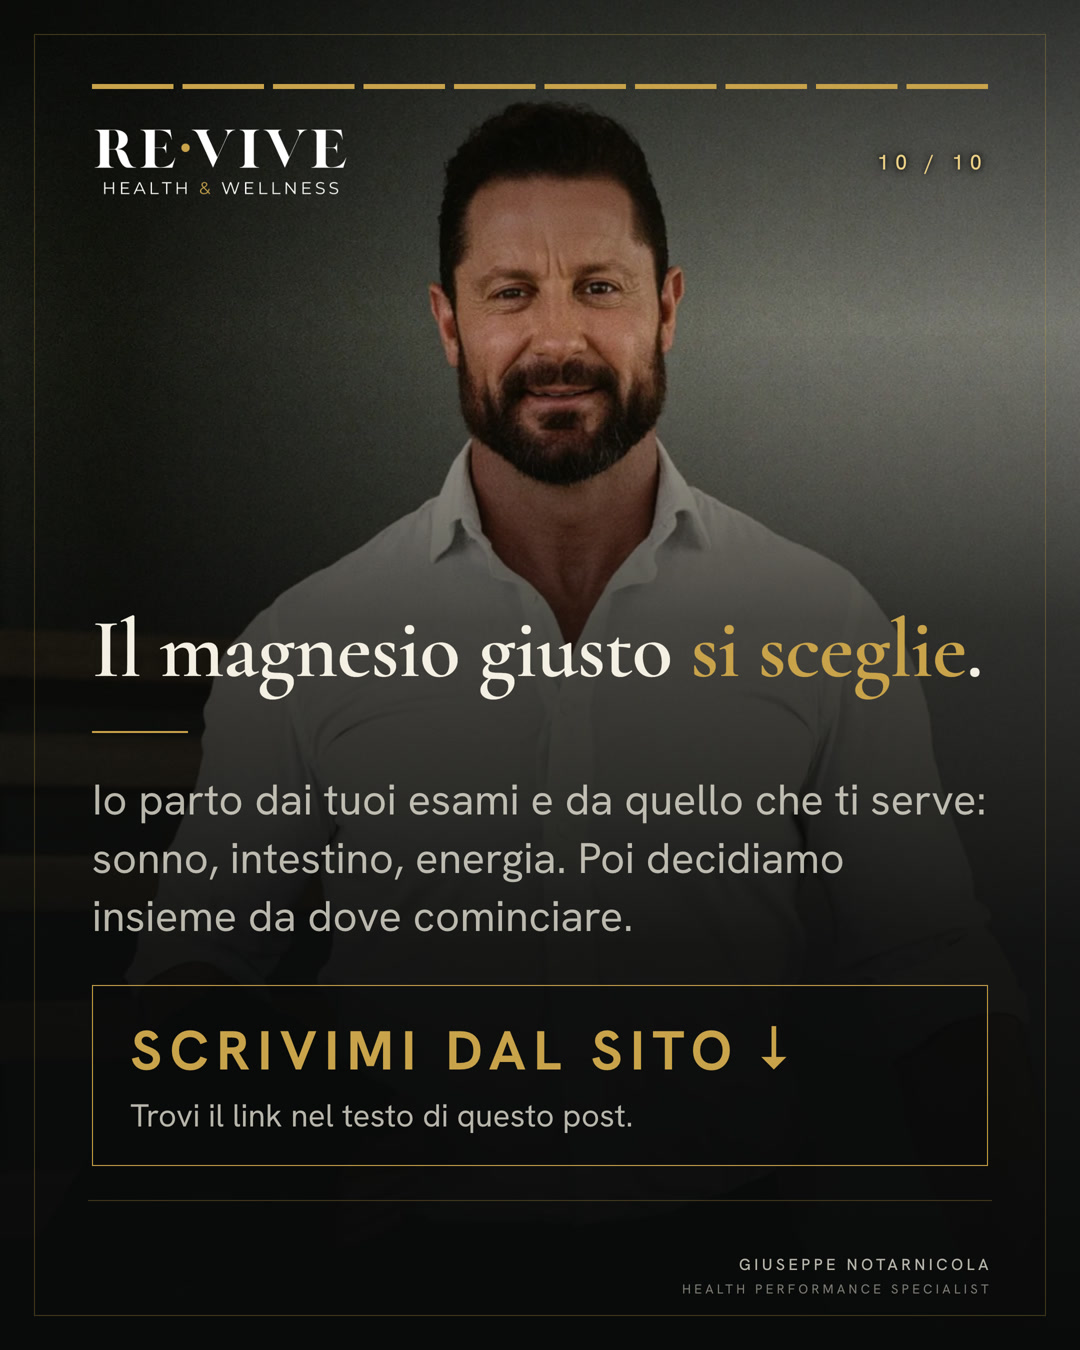 RE·VIVE
HEALTH & WELLNESS
10 / 10
Il magnesio giusto si sceglie.
Io parto dai tuoi esami e da quello che ti serve:
sonno, intestino, energia. Poi decidiamo
insieme da dove cominciare.
SCRIVIMI DAL SITO ↓
Trovi il link nel testo di questo post.
GIUSEPPE NOTARNICOLA
HEALTH PERFORMANCE SPECIALIST